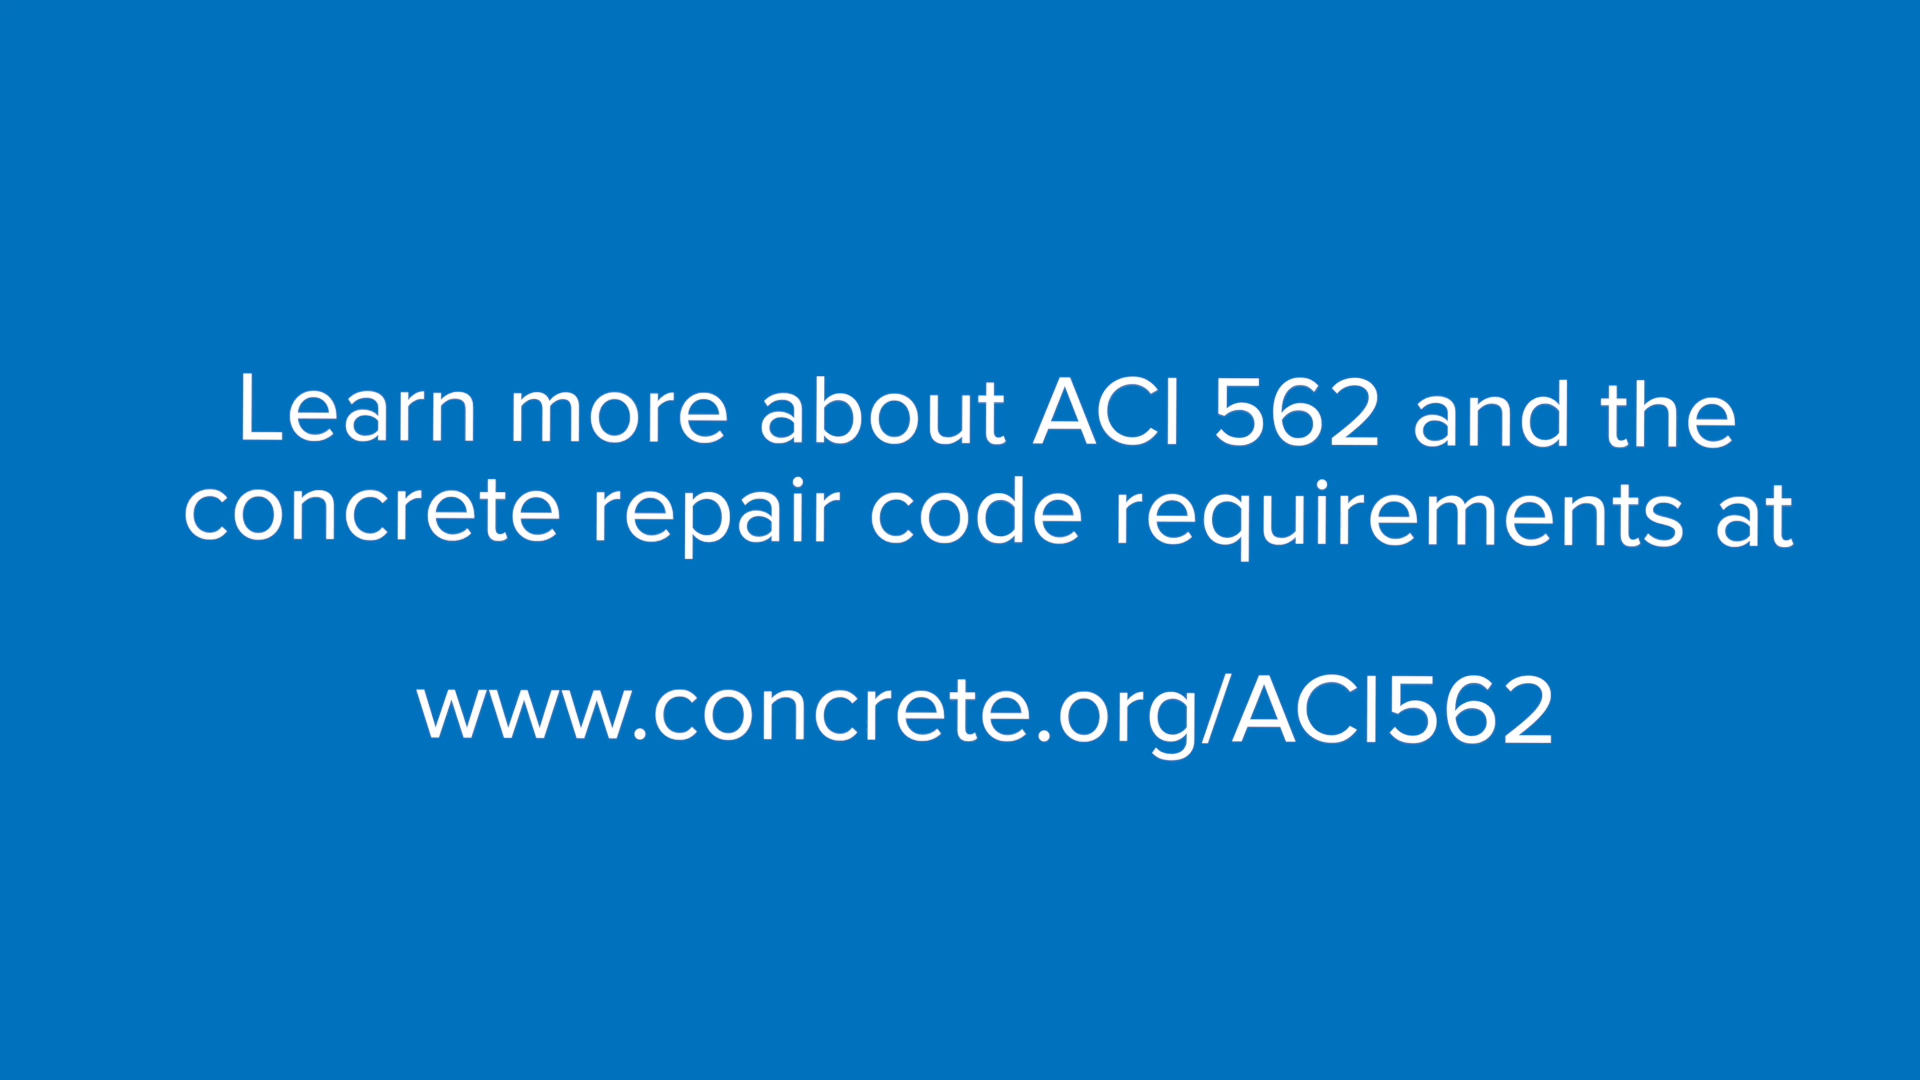 Learn more about ACI 562 and the
concrete repair code requirements at
www.concrete.org/ACI562